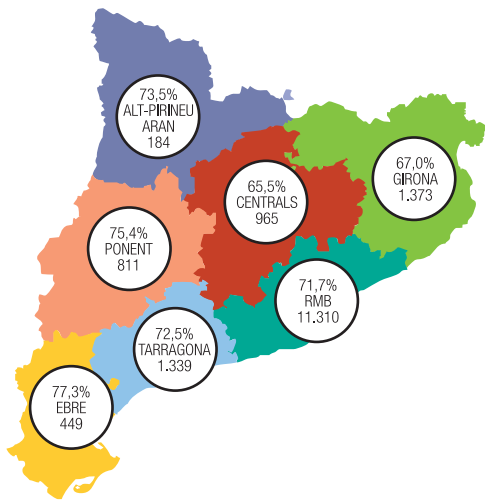 73,5%
ALT-PIRINEU
ARAN
184
67,0%
GIRONA
1.373
65,5%
CENTRALS
965
75,4%
PONENT
811
71,7%
RMB
11.310
72,5%
TARRAGONA
1.339
77,3%
EBRE
449